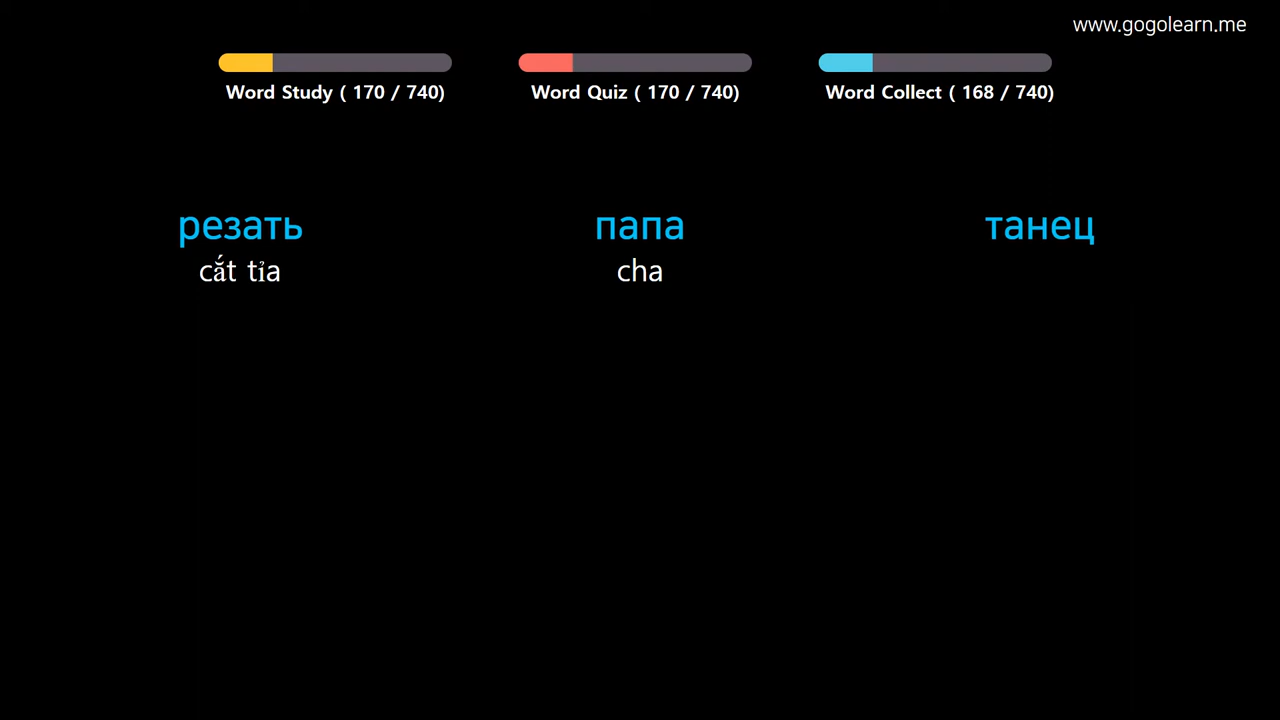 www.gogolearn.me
Word Study ( 170 / 740)
Word Quiz ( 170 / 740)
Word Collect ( 168 / 740)
резать
cắt tỉa
папа
cha
танец